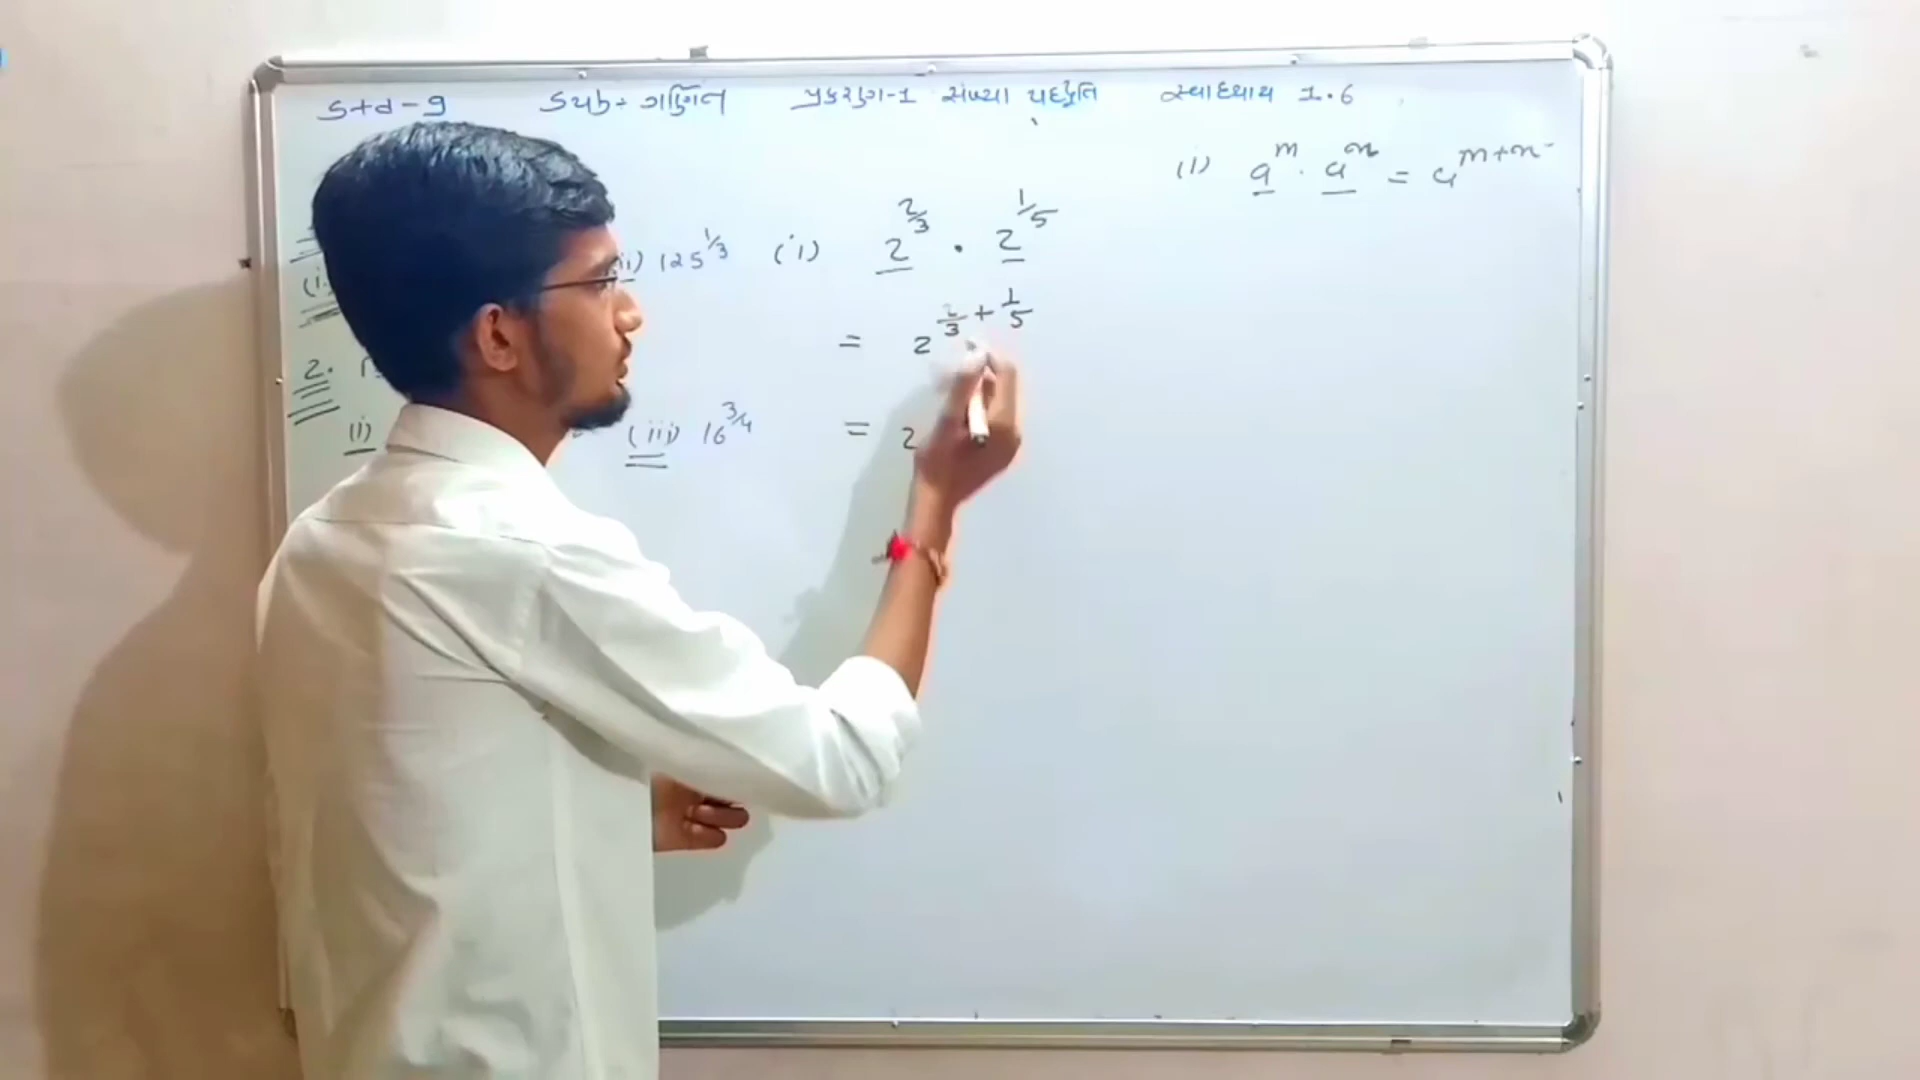 Std-9 Sub+ ગણિત પ્રકરણ-1 સંખ્યા પદ્ધતિ સ્વાધ્યાય 1.6
(1) a^m · a^n = a^{m+n}
(i) 2^{2/3} · 2^{1/5}
= 2^{2/3 + 1/5}
= 2
(i
ii) 125^{1/3}
2.
(i) (iii) 16^{3/4}